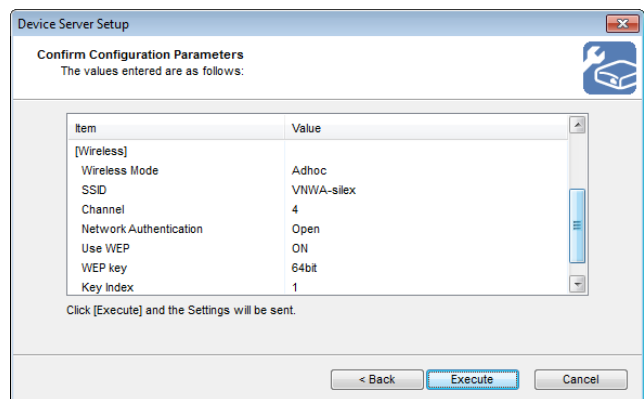 Device Server Setup
Confirm Configuration Parameters
The values entered are as follows:
Item Value
[Wireless]
Wireless Mode Adhoc
SSID VNWA-silex
Channel 4
Network Authentication Open
Use WEP ON
WEP key 64bit
Key Index 1
Click [Execute] and the Settings will be sent.
< Back Execute Cancel